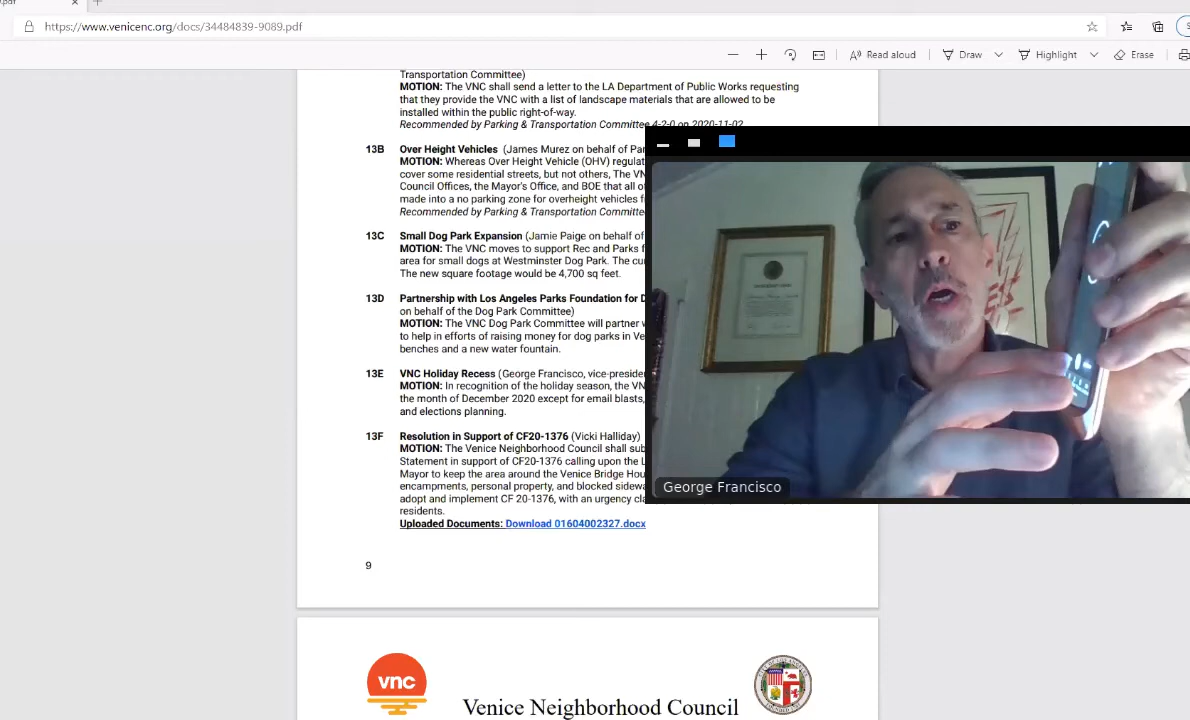 .pdf
https://www.venicenc.org/docs/34484839-9089.pdf
Read aloud
Draw
Highlight
Erase
Transportation Committee)
MOTION: The VNC shall send a letter to the LA Department of Public Works requesting
that they provide the VNC with a list of landscape materials that are allowed to be
installed within the public right-of-way.
Recommended by Parking & Transportation Committee 4-2-0 on 2020-11-02
13B Over Height Vehicles (James Murez on behalf of Par
MOTION: Whereas Over Height Vehicle (OHV) regulat
cover some residential streets, but not others, The VN
Council Offices, the Mayor's Office, and BOE that all of
made into a no parking zone for overheight vehicles f
Recommended by Parking & Transportation Committee
13C Small Dog Park Expansion (Jamie Paige on behalf of
MOTION: The VNC moves to support Rec and Parks f
area for small dogs at Westminster Dog Park. The cu
The new square footage would be 4,700 sq feet.
13D Partnership with Los Angeles Parks Foundation for D
on behalf of the Dog Park Committee)
MOTION: The VNC Dog Park Committee will partner w
to help in efforts of raising money for dog parks in Ve
benches and a new water fountain.
13E VNC Holiday Recess (George Francisco, vice-preside
MOTION: In recognition of the holiday season, the VN
the month of December 2020 except for email blasts,
and elections planning.
13F Resolution in Support of CF20-1376 (Vicki Halliday)
MOTION: The Venice Neighborhood Council shall sub
Statement in support of CF20-1376 calling upon the L
Mayor to keep the area around the Venice Bridge Hou
encampments, personal property, and blocked sidew
adopt and implement CF 20-1376, with an urgency cl
residents.
Uploaded Documents: Download 01604002327.docx
George Francisco
9
vnc
Venice Neighborhood Council